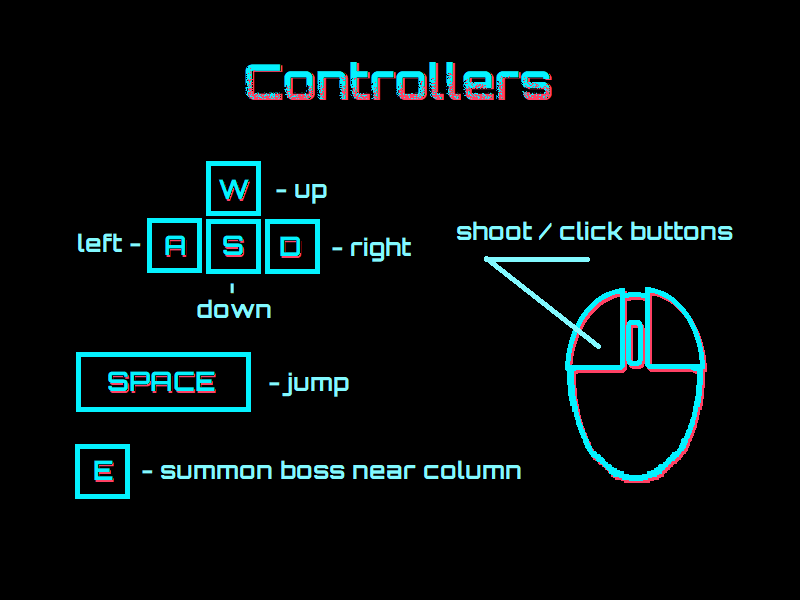 Controllers
W - up
left - A S D - right
down
shoot / click buttons
SPACE - jump
E - summon boss near column